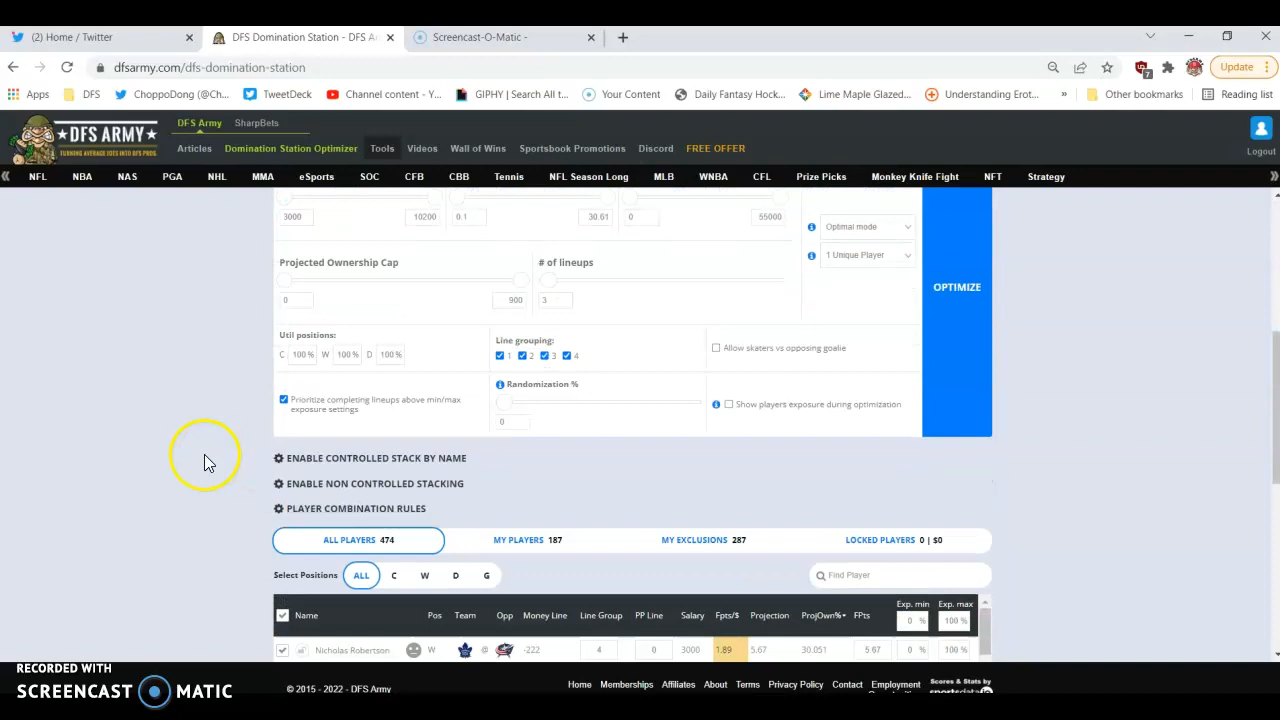 (2) Home / Twitter
DFS Domination Station - DFS A
Screencast-O-Matic -
dfsarmy.com/dfs-domination-station
7
Update
Apps
DFS
ChoppoDong (@Ch...
TweetDeck
Channel content - Y...
GIPHY | Search All t...
Your Content
Daily Fantasy Hock...
Lime Maple Glazed...
Understanding Erot...
»
Other bookmarks
Reading list
DFS ARMY
TURNING AVERAGE JOES INTO DFS PROS.
DFS Army
SharpBets
Articles
Domination Station Optimizer
Tools
Videos
Wall of Wins
Sportsbook Promotions
Discord
FREE OFFER
Logout
NFL
NBA
NAS
PGA
NHL
MMA
eSports
SOC
CFB
CBB
Tennis
NFL Season Long
MLB
WNBA
CFL
Prize Picks
Monkey Knife Fight
NFT
Strategy
3000
10200
0.1
30.61
0
55000
Optimal mode
1 Unique Player
OPTIMIZE
Projected Ownership Cap
# of lineups
0
900
3
Util positions:
C 100 % W 100 % D 100 %
Line grouping:
1 2 3 4
Allow skaters vs opposing goalie
Prioritize completing lineups above min/max
exposure settings
Randomization %
0
Show players exposure during optimization
ENABLE CONTROLLED STACK BY NAME
ENABLE NON CONTROLLED STACKING
PLAYER COMBINATION RULES
ALL PLAYERS 474
MY PLAYERS 187
MY EXCLUSIONS 287
LOCKED PLAYERS 0 | $0
Select Positions
ALL
C
W
D
G
Find Player
Name
Pos
Team
Opp
Money Line
Line Group
PP Line
Salary
Fpts/$
Projection
ProjOwn%
FPts
Exp. min
0 %
Exp. max
100 %
Nicholas Robertson
W
@
-222
4
0
3000
1.89
5.67
30.051
5.67
0 %
100 %
RECORDED WITH
SCREENCAST MATIC
© 2015 - 2022 - DFS Army
Home
Memberships
Affiliates
About
Terms
Privacy Policy
Contact
Employment
Scores & Stats by
sportsdata